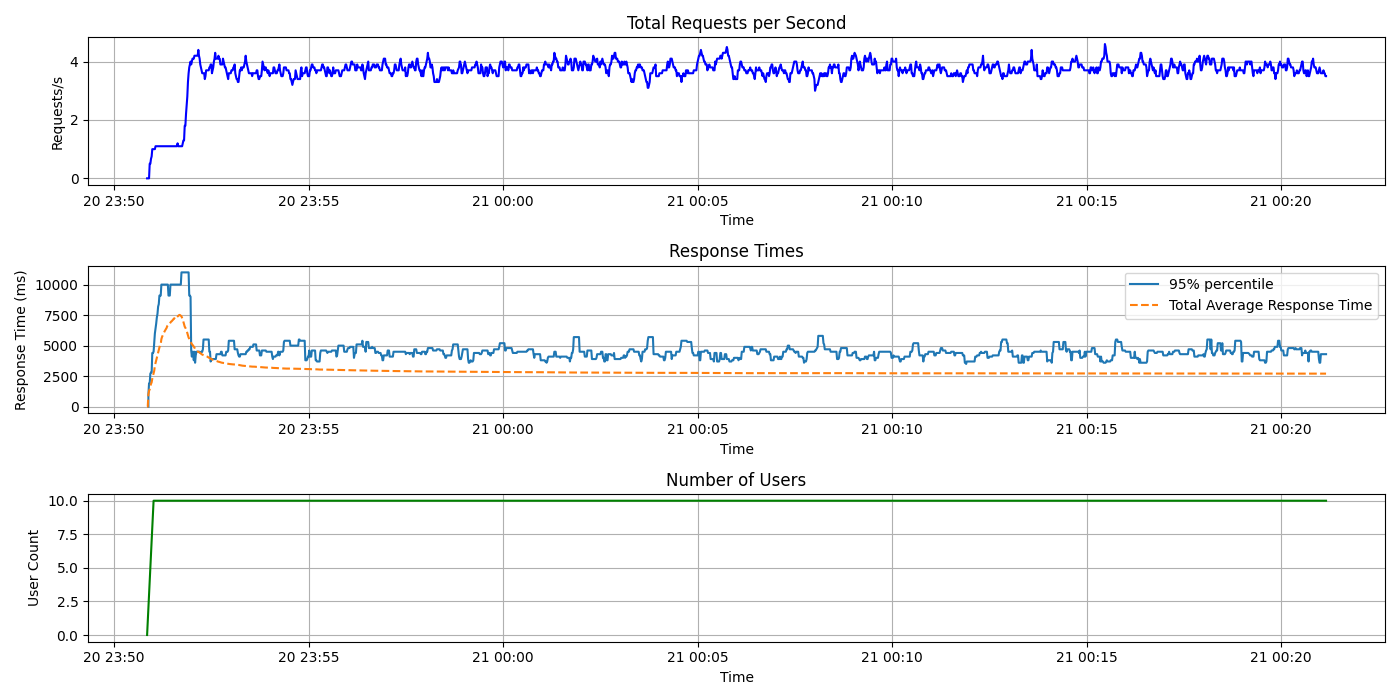 Total Requests per Second
Requests/s
4
2
0
20 23:50 20 23:55 21 00:00 21 00:05 21 00:10 21 00:15 21 00:20
Time
Response Times
Response Time (ms)
10000
7500
5000
2500
0
95% percentile
Total Average Response Time
20 23:50 20 23:55 21 00:00 21 00:05 21 00:10 21 00:15 21 00:20
Time
Number of Users
User Count
10.0
7.5
5.0
2.5
0.0
20 23:50 20 23:55 21 00:00 21 00:05 21 00:10 21 00:15 21 00:20
Time